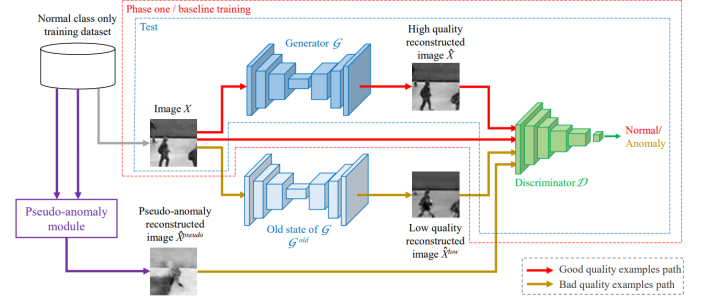 Normal class only
training dataset
Phase one / baseline training
Test
Generator 𝒢
High quality
reconstructed
image X̂
Image X
Normal/
Anomaly
Discriminator 𝒟
Pseudo-anomaly
module
Pseudo-anomaly
reconstructed
image X̂^pseudo
Old state of 𝒢
𝒢^old
Low quality
reconstructed
image X̂^low
Good quality examples path
Bad quality examples path